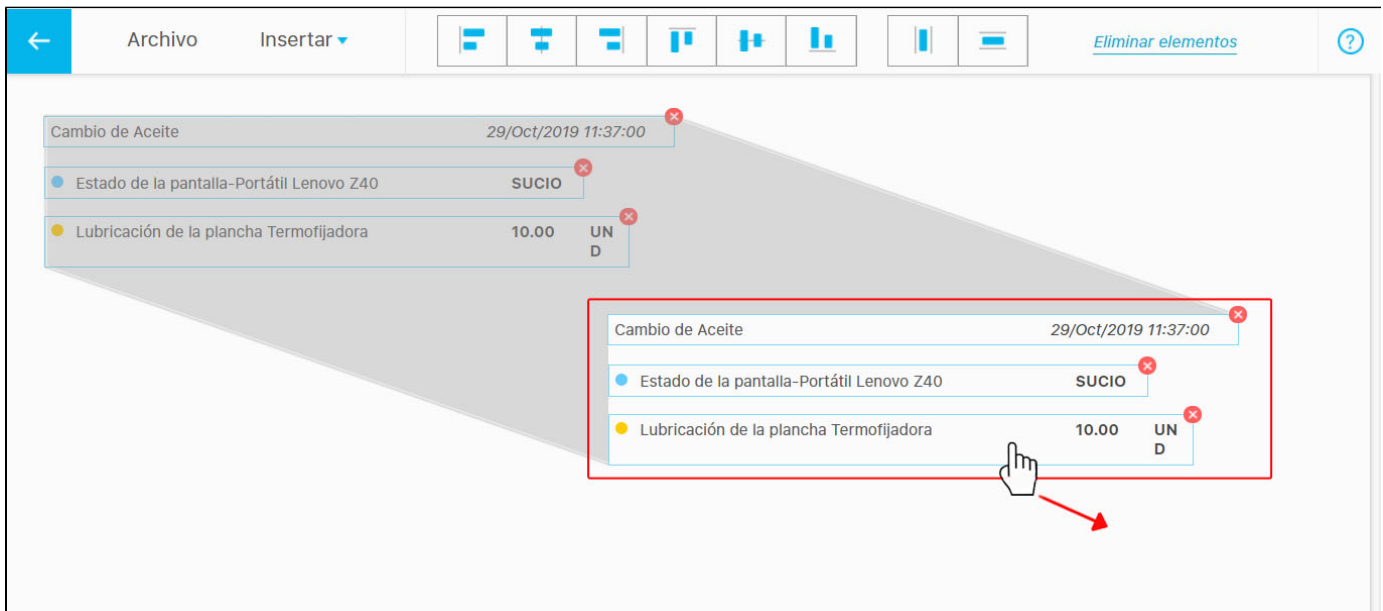 Archivo Insertar Eliminar elementos ?
Cambio de Aceite 29/Oct/2019 11:37:00
Estado de la pantalla-Portátil Lenovo Z40 SUCIO
Lubricación de la plancha Termofijadora 10.00 UN
D
Cambio de Aceite 29/Oct/2019 11:37:00
Estado de la pantalla-Portátil Lenovo Z40 SUCIO
Lubricación de la plancha Termofijadora 10.00 UN
D